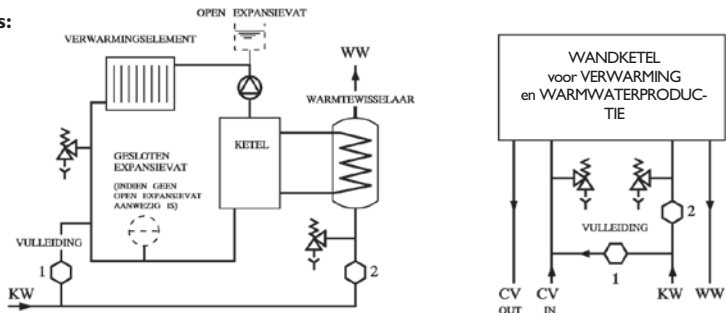 s:
OPEN EXPANSIEVAT
VERWARMINGSELEMENT
WW
WARMTEWISSELAAR
KETEL
GESLOTEN
EXPANSIEVAT
(INDIEN GEEN
OPEN EXPANSIEVAT
AANWEZIG IS)
VULLEIDING
1
2
KW
WANDKETEL
voor VERWARMING
en WARMWATERPRODUC-
TIE
2
VULLEIDING
1
CV
OUT
CV
IN
KW
WW